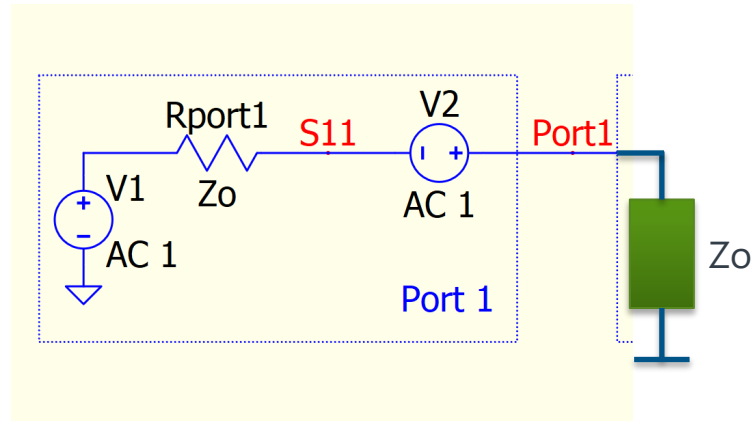 Rport1
S11
V2
Port1
V1
Zo
AC 1
AC 1
Port 1
Zo